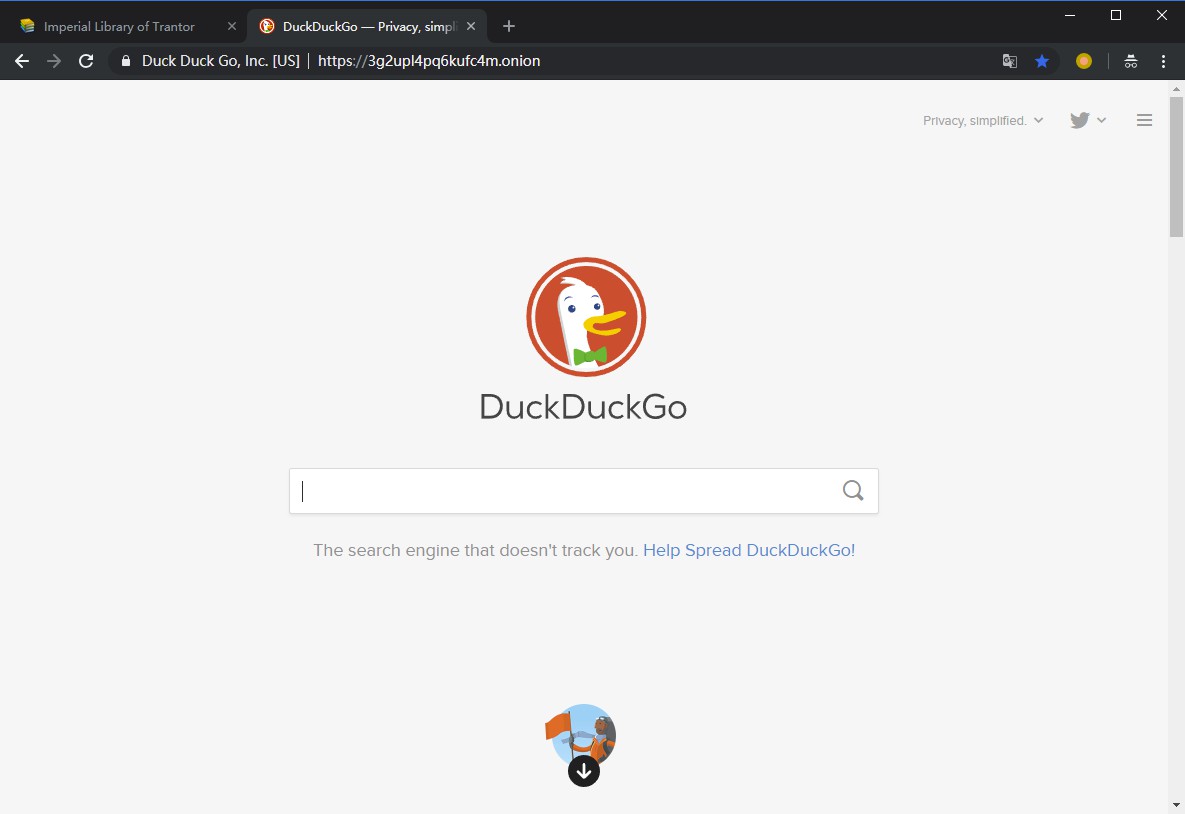 Imperial Library of Trantor
DuckDuckGo — Privacy, simpli
Duck Duck Go, Inc. [US] | https://3g2upl4pq6kufc4m.onion
Privacy, simplified.
DuckDuckGo
The search engine that doesn't track you. Help Spread DuckDuckGo!